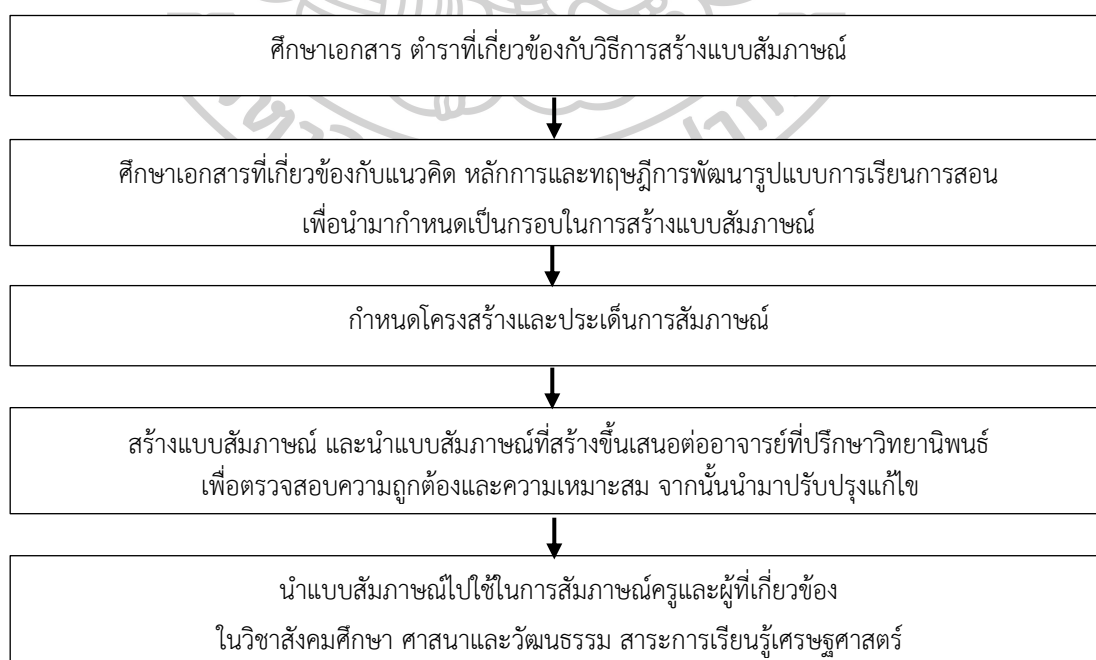 ศึกษาเอกสาร ตำราที่เกี่ยวข้องกับวิธีการสร้างแบบสัมภาษณ์
ศึกษาเอกสารที่เกี่ยวข้องกับแนวคิด หลักการและทฤษฎีการพัฒนารูปแบบการเรียนการสอน
เพื่อนำมากำหนดเป็นกรอบในการสร้างแบบสัมภาษณ์
กำหนดโครงสร้างและประเด็นการสัมภาษณ์
สร้างแบบสัมภาษณ์ และนำแบบสัมภาษณ์ที่สร้างขึ้นเสนอต่ออาจารย์ที่ปรึกษาวิทยานิพนธ์
เพื่อตรวจสอบความถูกต้องและความเหมาะสม จากนั้นนำมาปรับปรุงแก้ไข
นำแบบสัมภาษณ์ไปใช้ในการสัมภาษณ์ครูและผู้ที่เกี่ยวข้อง
ในวิชาสังคมศึกษา ศาสนาและวัฒนธรรม สาระการเรียนรู้เศรษฐศาสตร์